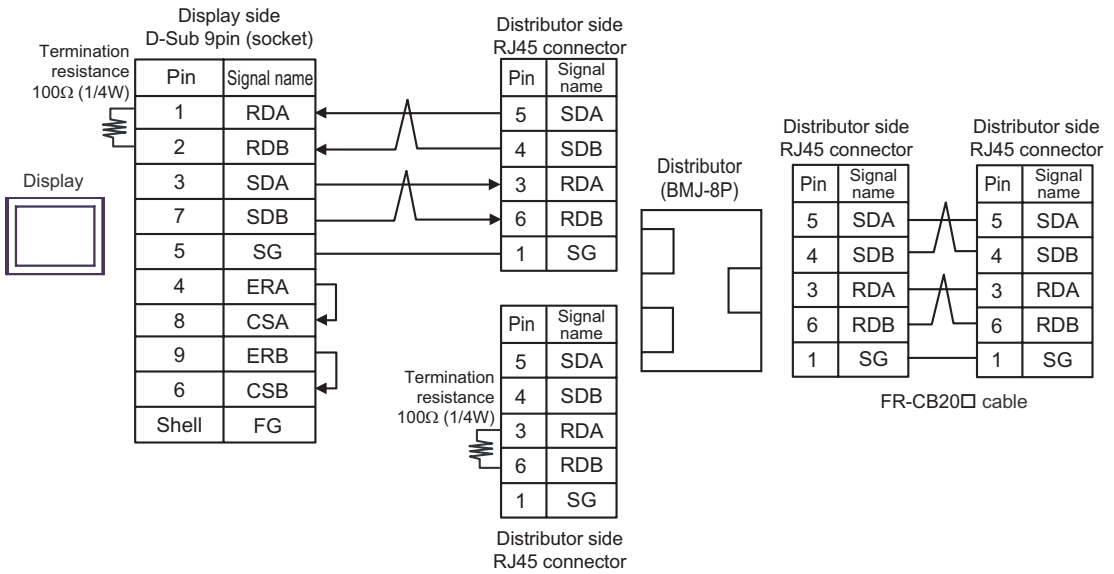 Display side
D-Sub 9pin (socket)
Termination
resistance
100Ω (1/4W)
Pin Signal name
1 RDA
2 RDB
3 SDA
7 SDB
5 SG
4 ERA
8 CSA
9 ERB
6 CSB
Shell FG
Display
Distributor side
RJ45 connector
Pin Signal
name
5 SDA
4 SDB
3 RDA
6 RDB
1 SG
Termination
resistance
100Ω (1/4W)
Pin Signal
name
5 SDA
4 SDB
3 RDA
6 RDB
1 SG
Distributor side
RJ45 connector
Distributor
(BMJ-8P)
Distributor side
RJ45 connector
Pin Signal
name
5 SDA
4 SDB
3 RDA
6 RDB
1 SG
Distributor side
RJ45 connector
Pin Signal
name
5 SDA
4 SDB
3 RDA
6 RDB
1 SG
FR-CB20□ cable